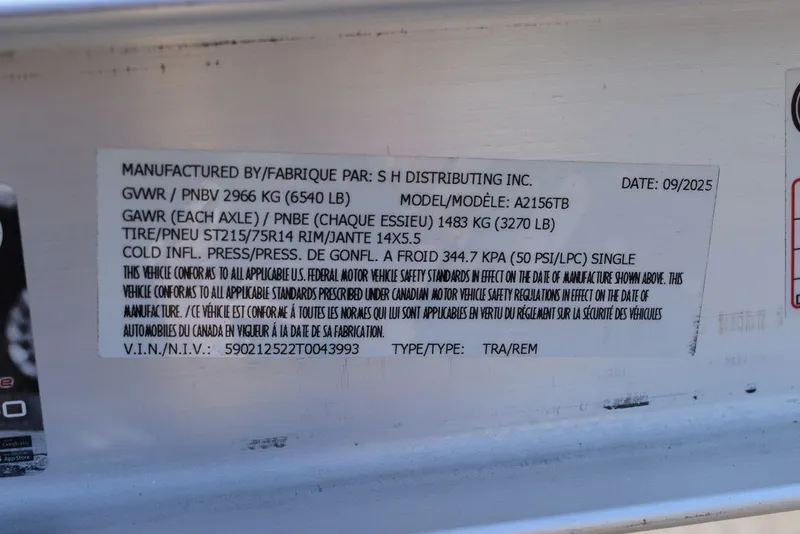 MANUFACTURED BY/FABRIQUE PAR: S H DISTRIBUTING INC. DATE: 09/2025
GVWR / PNBV 2966 KG (6540 LB) MODEL/MODÈLE: A2156TB
GAWR (EACH AXLE) / PNBE (CHAQUE ESSIEU) 1483 KG (3270 LB)
TIRE/PNEU ST215/75R14 RIM/JANTE 14X5.5
COLD INFL. PRESS/PRESS. DE GONFL. A FROID 344.7 KPA (50 PSI/LPC) SINGLE
THIS VEHICLE CONFORMS TO ALL APPLICABLE U.S. FEDERAL MOTOR VEHICLE SAFETY STANDARDS IN EFFECT ON THE DATE OF MANUFACTURE SHOWN ABOVE. THIS
VEHICLE CONFORMS TO ALL APPLICABLE STANDARDS PRESCRIBED UNDER CANADIAN MOTOR VEHICLE SAFETY REGULATIONS IN EFFECT ON THE DATE OF
MANUFACTURE. / CE VÉHICLE EST CONFORME Á TOUTES LES NORMES QUI LUI SONT APPLICABLES EN VERTU DU RÉGLEMENT SUR LA SÉCURITÉ DES VÉHICULES
AUTOMOBILES DU CANADA EN VIGUEUR Á LA DATE DE SA FABRICATION.
V.I.N./N.I.V.: 590212522T0043993 TYPE/TYPE: TRA/REM